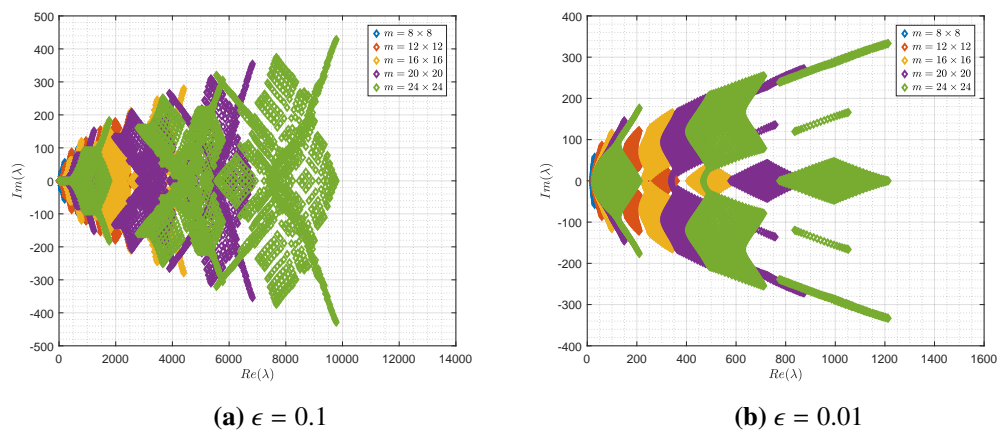 500
400
300
200
100
0
-100
-200
-300
-400
-500
0 2000 4000 6000 8000 10000 12000 14000
Re(λ)
Im(λ)
m = 8 × 8
m = 12 × 12
m = 16 × 16
m = 20 × 20
m = 24 × 24
(a) ϵ = 0.1
400
300
200
100
0
-100
-200
-300
-400
0 200 400 600 800 1000 1200 1400 1600
Re(λ)
Im(λ)
m = 8 × 8
m = 12 × 12
m = 16 × 16
m = 20 × 20
m = 24 × 24
(b) ϵ = 0.01